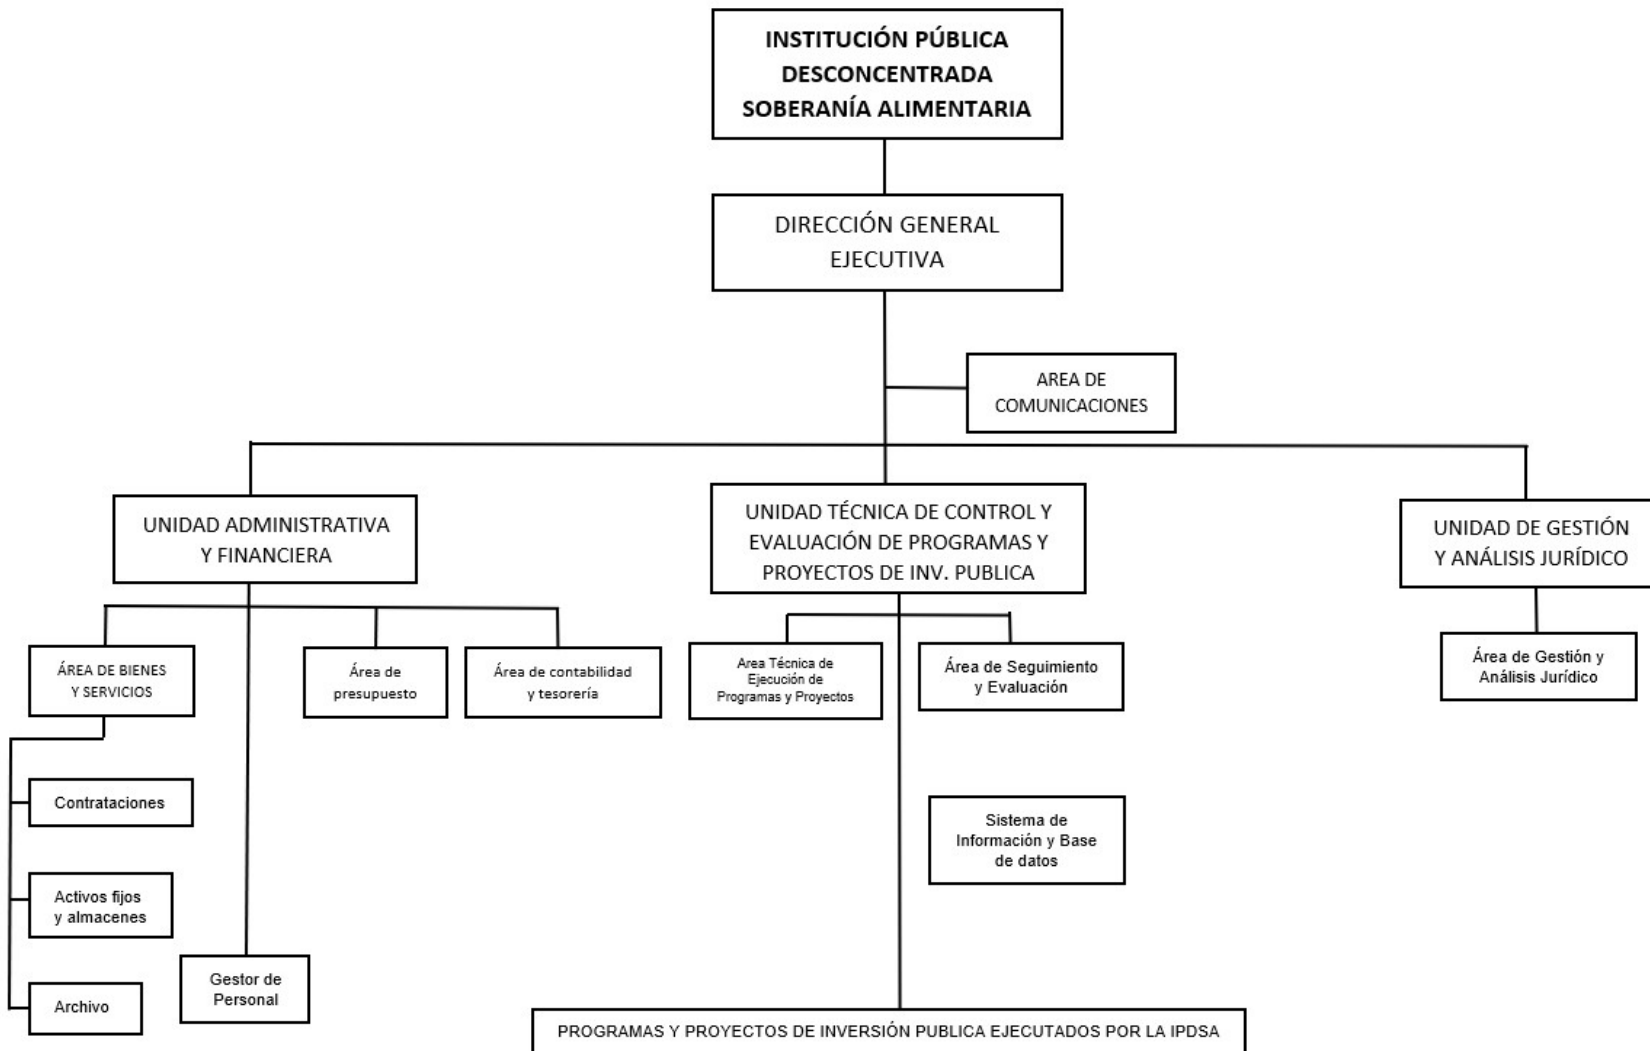 INSTITUCIÓN PÚBLICA
DESCONCENTRADA
SOBERANÍA ALIMENTARIA
DIRECCIÓN GENERAL
EJECUTIVA
AREA DE
COMUNICACIONES
UNIDAD ADMINISTRATIVA
Y FINANCIERA
UNIDAD TÉCNICA DE CONTROL Y
EVALUACIÓN DE PROGRAMAS Y
PROYECTOS DE INV. PUBLICA
UNIDAD DE GESTIÓN
Y ANÁLISIS JURÍDICO
ÁREA DE BIENES
Y SERVICIOS
Área de
presupuesto
Área de contabilidad
y tesorería
Area Técnica de
Ejecución de
Programas y Proyectos
Área de Seguimiento
y Evaluación
Área de Gestión y
Análisis Jurídico
Contrataciones
Activos fijos
y almacenes
Archivo
Gestor de
Personal
Sistema de
Información y Base
de datos
PROGRAMAS Y PROYECTOS DE INVERSIÓN PUBLICA EJECUTADOS POR LA IPDSA